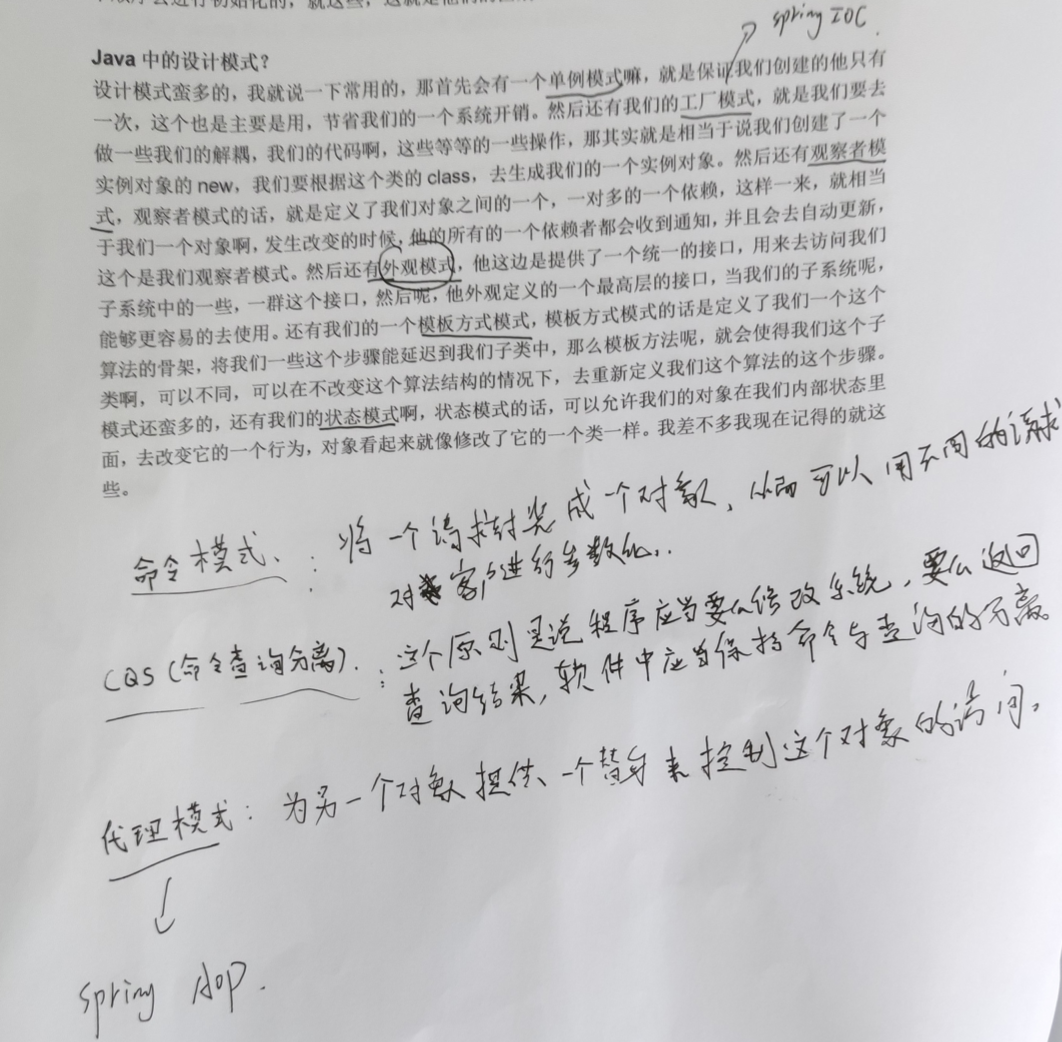 spring IOC.
Java 中的设计模式？
设计模式蛮多的，我就说一下常用的，那首先会有一个单例模式嘛，就是保证我们创建的他只有
一次，这个也是主要是用，节省我们的一个系统开销。然后还有我们的工厂模式，就是我们要去
做一些我们的解耦，我们的代码啊，这些等等的一些操作，那其实就是相当于说我们创建了一个
实例对象的 new，我们要根据这个类的 class，去生成我们的一个实例对象。然后还有观察者模
式，观察者模式的话，就是定义了我们对象之间的一个，一对多的一个依赖，这样一来，就相当
于我们一个对象啊，发生改变的时候，他的所有的一个依赖者都会收到通知，并且会去自动更新，
这个是我们观察者模式。然后还有外观模式，他这边是提供了一个统一的接口，用来去访问我们
子系统中的一些，一群这个接口，然后呢，他外观定义的一个最高层的接口，当我们的子系统呢，
能够更容易的去使用。还有我们的一个模板方式模式，模板方式模式的话是定义了我们一个这个
算法的骨架，将我们一些这个步骤能延迟到我们子类中，那么模板方法呢，就会使得我们这个子
类啊，可以不同，可以在不改变这个算法结构的情况下，去重新定义我们这个算法的这个步骤。
模式还蛮多的，还有我们的状态模式啊，状态模式的话，可以允许我们的对象在我们内部状态里
面，去改变它的一个行为，对象看起来就像修改了它的一个类一样。我差不多我现在记得的就这
些。
命令模式：将一个请求封装成一个对象，从而可以用不同的请求
对客户进行参数化..
CQS（命令查询分离）：这个原则是说程序应当要么修改系统，要么返回
查询结果，软件中应当保持命令与查询的分离
代理模式：为另一个对象提供一个替身来控制这个对象的访问。
spring AOP.